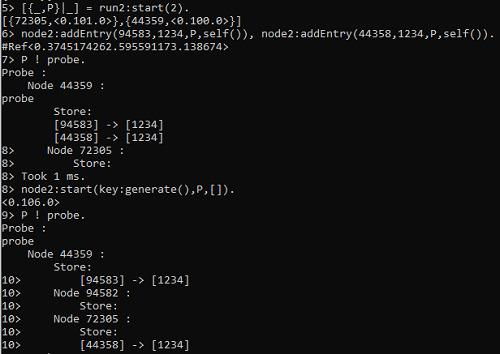 5> [{_,P}|_] = run2:start(2).
[{72305,<0.101.0>},{44359,<0.100.0>}]
6> node2:addEntry(94583,1234,P,self()), node2:addEntry(44358,1234,P,self()).
#Ref<0.3745174262.595591173.138674>
7> P ! probe.
Probe :
    Node 44359 :
probe
        Store:
        [94583] -> [1234]
        [44358] -> [1234]
8>     Node 72305 :
8>         Store:
8> Took 1 ms.
8> node2:start(key:generate(),P,[]).
<0.106.0>
9> P ! probe.
Probe :
probe
    Node 44359 :
        Store:
10>         [94583] -> [1234]
10>     Node 94582 :
10>         Store:
10>     Node 72305 :
10>         Store:
10>         [44358] -> [1234]